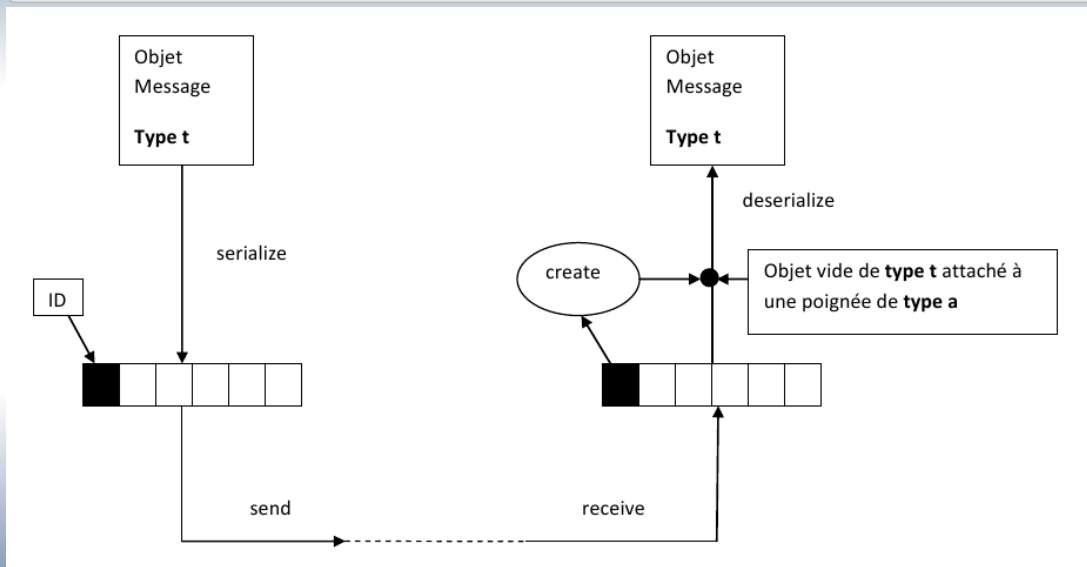 Objet
Message
Type t
Objet
Message
Type t
deserialize
serialize
create
Objet vide de type t attaché à
une poignée de type a
ID
send
receive